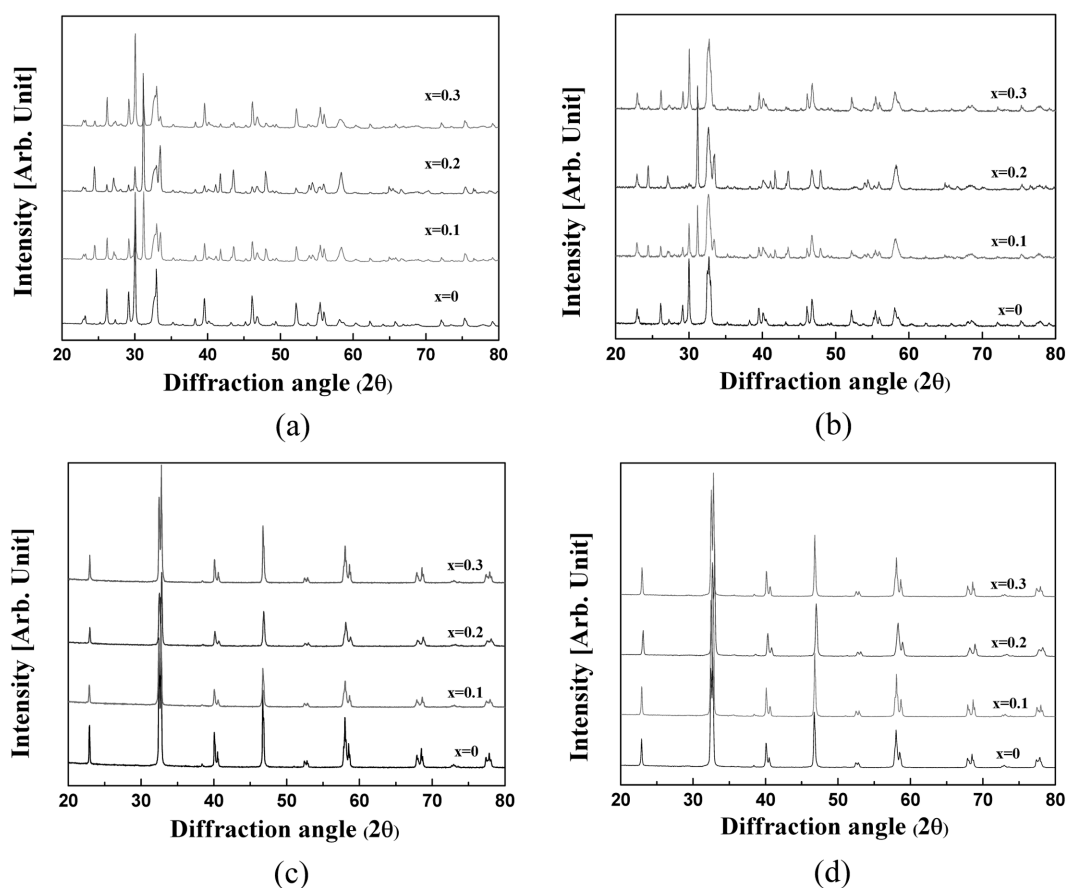 Intensity [Arb. Unit]
x=0.3
x=0.2
x=0.1
x=0
20 30 40 50 60 70 80
Diffraction angle (2θ)
(a)
Intensity [Arb. Unit]
x=0.3
x=0.2
x=0.1
x=0
20 30 40 50 60 70 80
Diffraction angle (2θ)
(b)
Intensity [Arb. Unit]
x=0.3
x=0.2
x=0.1
x=0
20 30 40 50 60 70 80
Diffraction angle (2θ)
(c)
Intensity [Arb. Unit]
x=0.3
x=0.2
x=0.1
x=0
20 30 40 50 60 70 80
Diffraction angle (2θ)
(d)